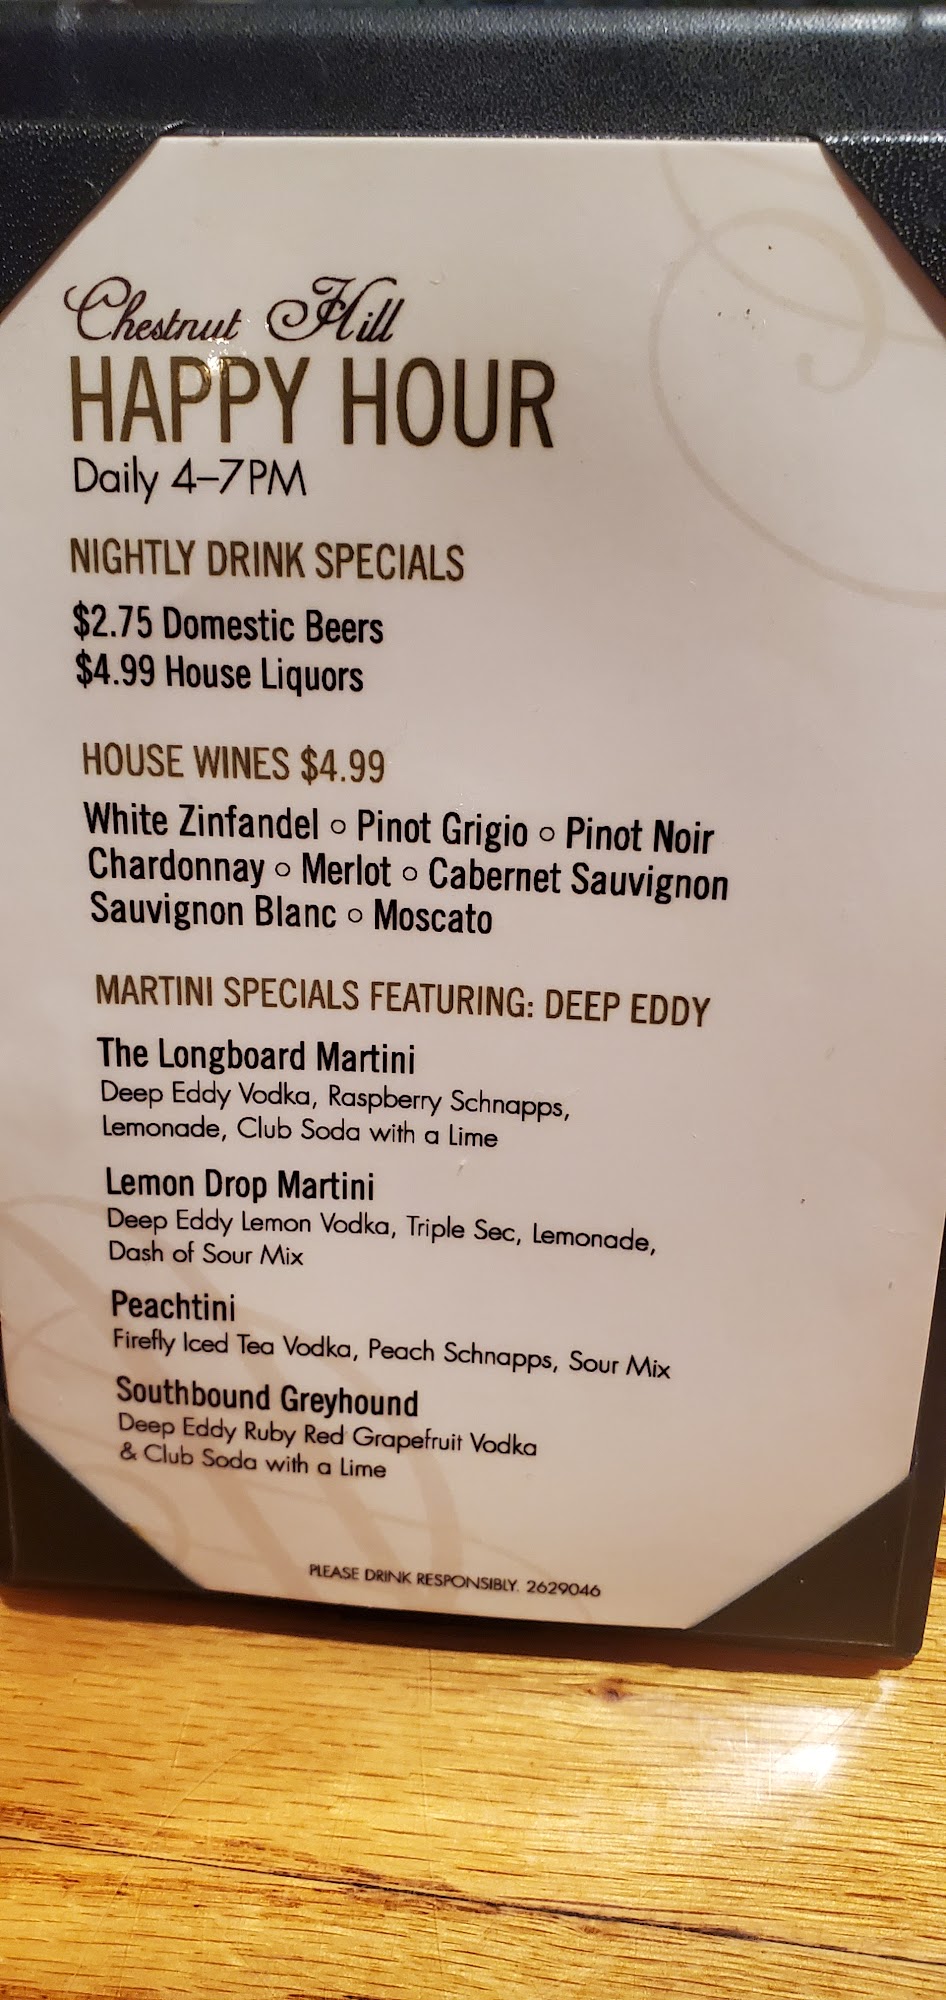 Chestnut Hill
HAPPY HOUR
Daily 4–7PM
NIGHTLY DRINK SPECIALS
$2.75 Domestic Beers
$4.99 House Liquors
HOUSE WINES $4.99
White Zinfandel ○ Pinot Grigio ○ Pinot Noir
Chardonnay ○ Merlot ○ Cabernet Sauvignon
Sauvignon Blanc ○ Moscato
MARTINI SPECIALS FEATURING: DEEP EDDY
The Longboard Martini
Deep Eddy Vodka, Raspberry Schnapps,
Lemonade, Club Soda with a Lime
Lemon Drop Martini
Deep Eddy Lemon Vodka, Triple Sec, Lemonade,
Dash of Sour Mix
Peachtini
Firefly Iced Tea Vodka, Peach Schnapps, Sour Mix
Southbound Greyhound
Deep Eddy Ruby Red Grapefruit Vodka
& Club Soda with a Lime
PLEASE DRINK RESPONSIBLY. 2629046